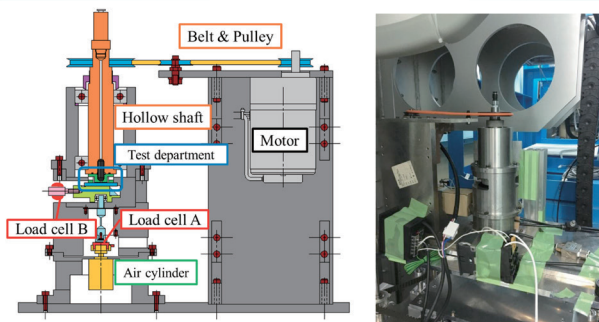 Belt & Pulley
Hollow shaft
Motor
Test department
Load cell A
Load cell B
Air cylinder